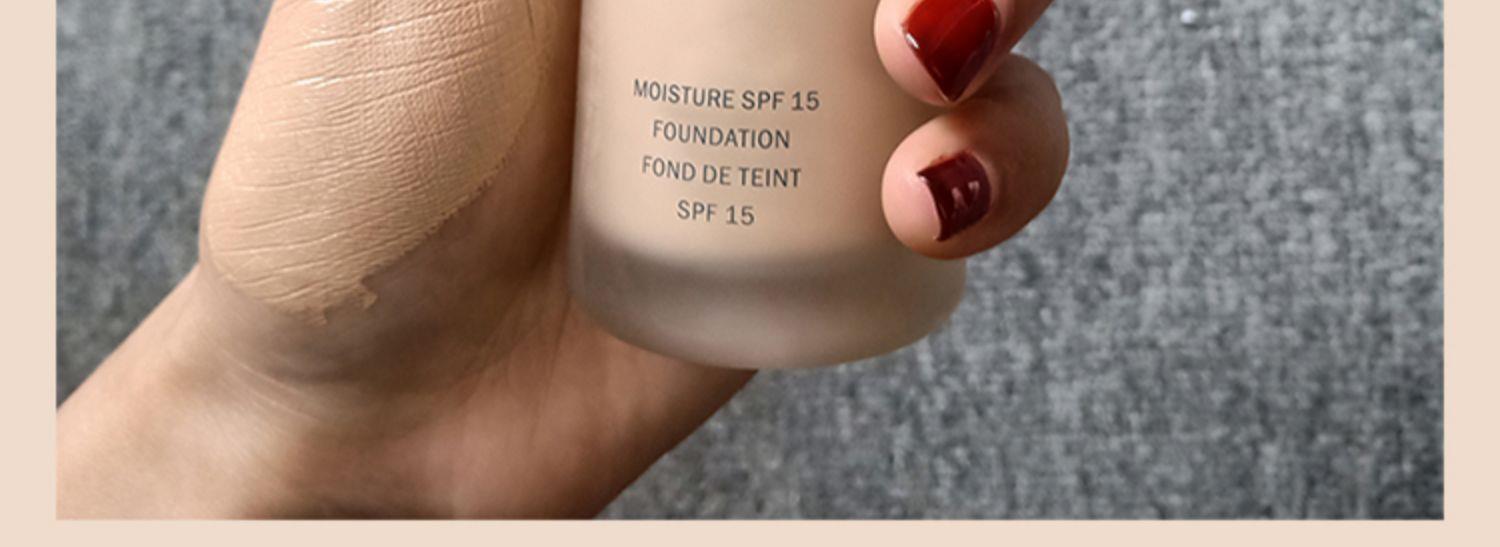 MOISTURE SPF 15
FOUNDATION
FOND DE TEINT
SPF 15